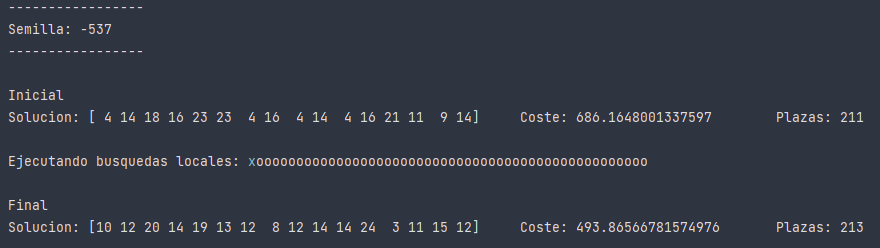 -----------------
Semilla: -537
-----------------
Inicial
Solucion: [ 4 14 18 16 23 23  4 16  4 14  4 16 21 11  9 14]     Coste: 686.1648001337597        Plazas: 211
Ejecutando busquedas locales: xooooooooooooooooooooooooooooooooooooooooooooooooo
Final
Solucion: [10 12 20 14 19 13 12  8 12 14 14 24  3 11 15 12]     Coste: 493.86566781574976       Plazas: 213